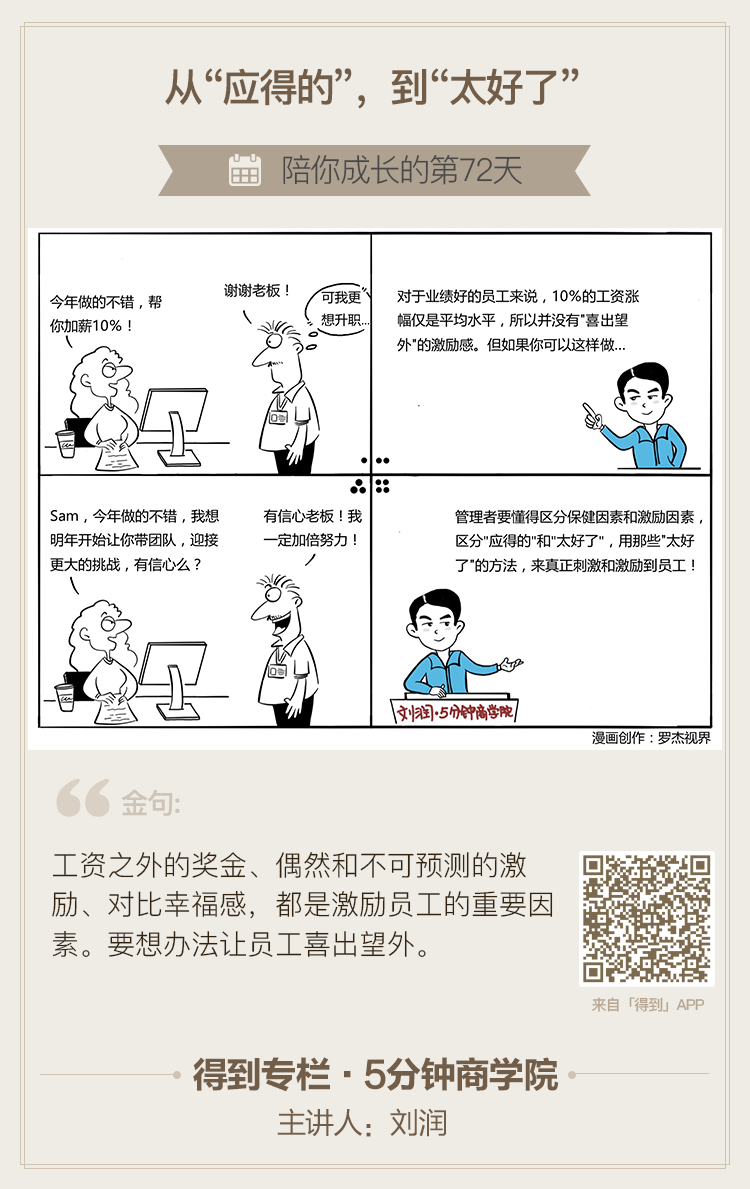 从“应得的”，到“太好了”
陪你成长的第72天
今年做的不错，帮
你加薪10%！
谢谢老板！
可我更
想升职...
对于业绩好的员工来说，10%的工资涨
幅仅是平均水平，所以并没有"喜出望
外"的激励感。但如果你可以这样做...
Sam，今年做的不错，我想
明年开始让你带团队，迎接
更大的挑战，有信心么？
有信心老板！我
一定加倍努力！
管理者要懂得区分保健因素和激励因素，
区分"应得的"和"太好了"，用那些"太好
了"的方法，来真正刺激和激励到员工！
刘润·5分钟商学院
漫画创作：罗杰视界
金句:
工资之外的奖金、偶然和不可预测的激
励、对比幸福感，都是激励员工的重要因
素。要想办法让员工喜出望外。
来自「得到」APP
得到专栏·5分钟商学院
主讲人：刘润